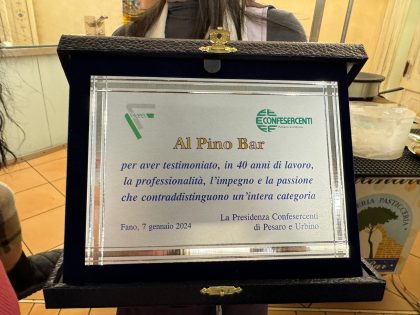 CONFESERCENTI
Al Pino Bar
per aver testimoniato, in 40 anni di lavoro,
la professionalità, l'impegno e la passione
che contraddistinguono un'intera categoria
La Presidenza Confesercenti
di Pesaro e Urbino
Fano, 7 gennaio 2024
PASTICCERIA